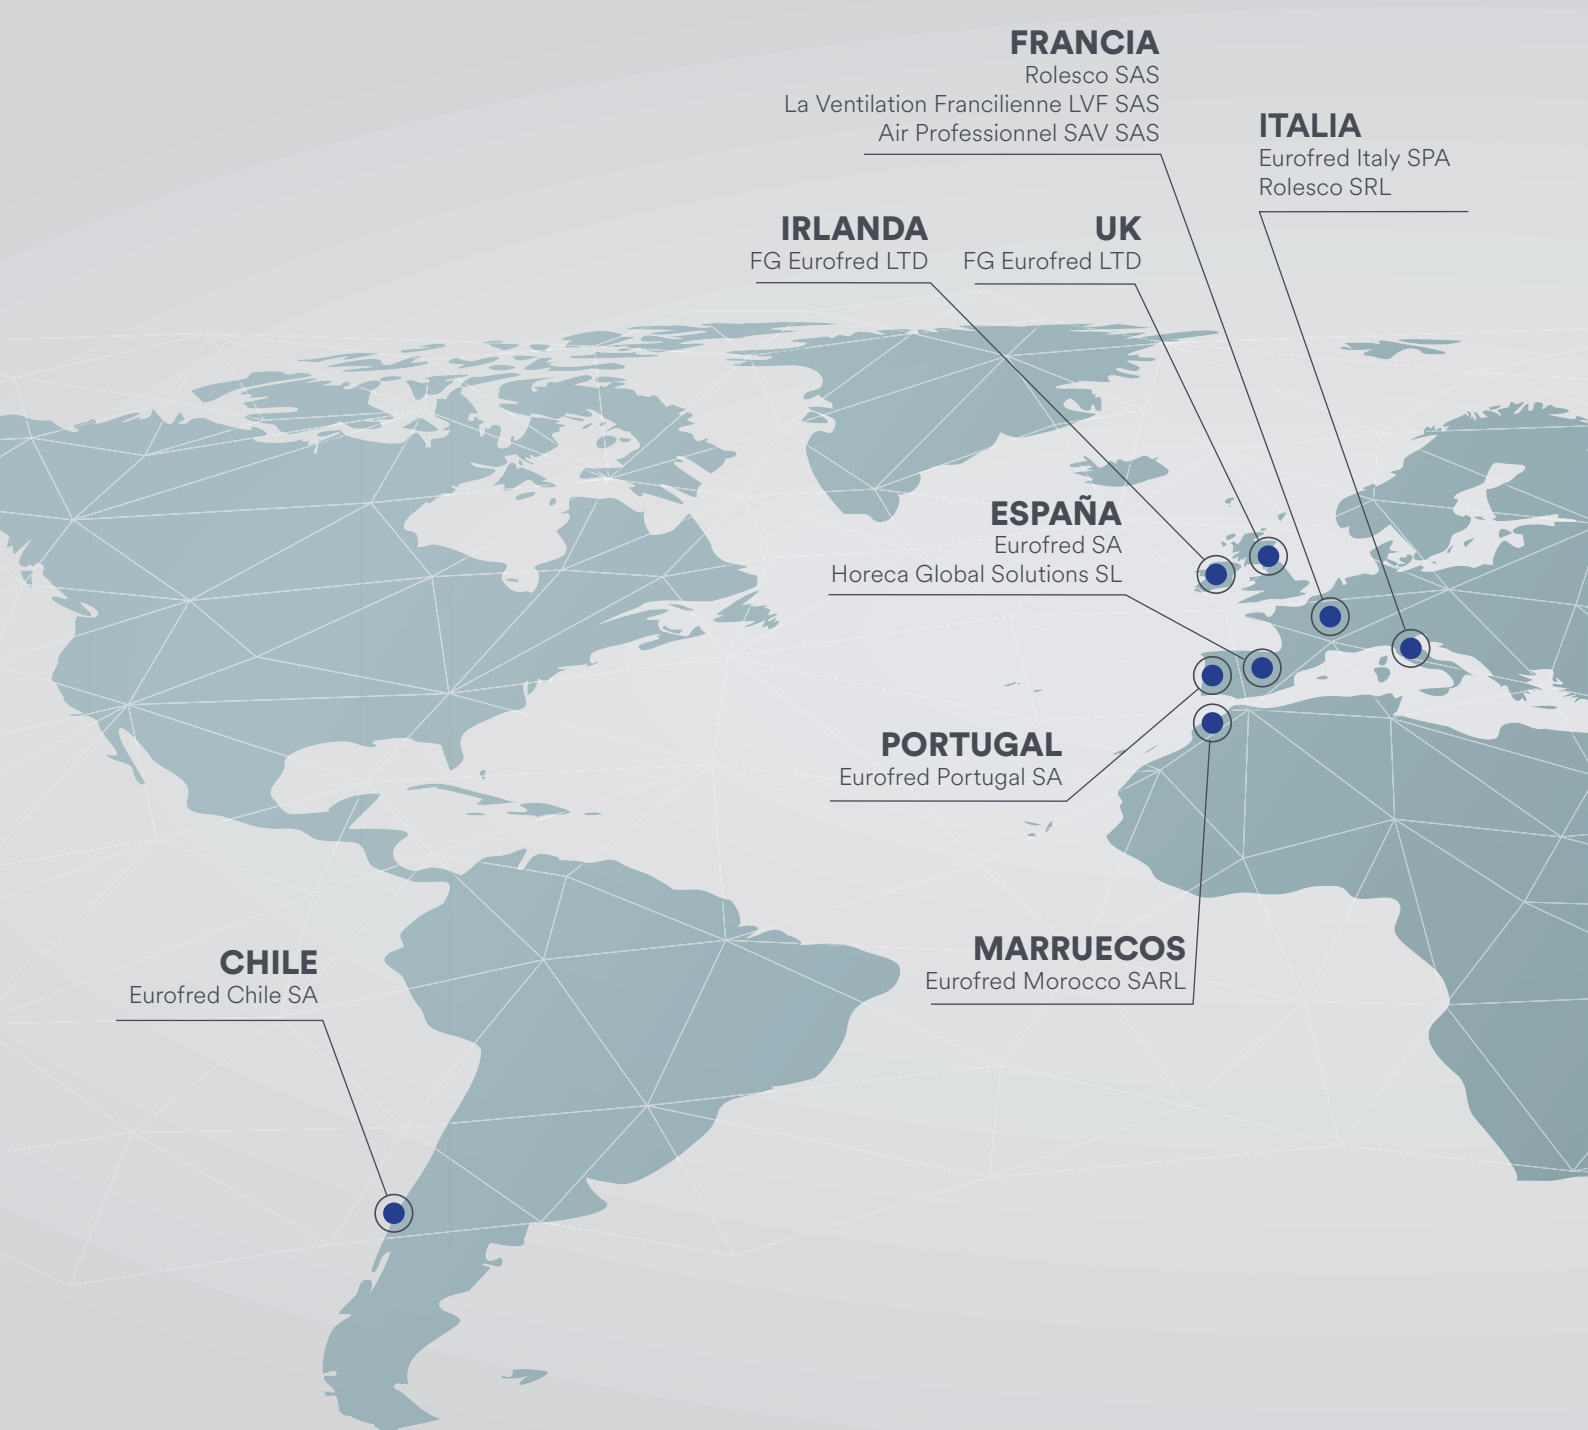 FRANCIA
Rolesco SAS
La Ventilation Francilienne LVF SAS
Air Professionnel SAV SAS
ITALIA
Eurofred Italy SPA
Rolesco SRL
IRLANDA
FG Eurofred LTD
UK
FG Eurofred LTD
ESPAÑA
Eurofred SA
Horeca Global Solutions SL
PORTUGAL
Eurofred Portugal SA
MARRUECOS
Eurofred Morocco SARL
CHILE
Eurofred Chile SA